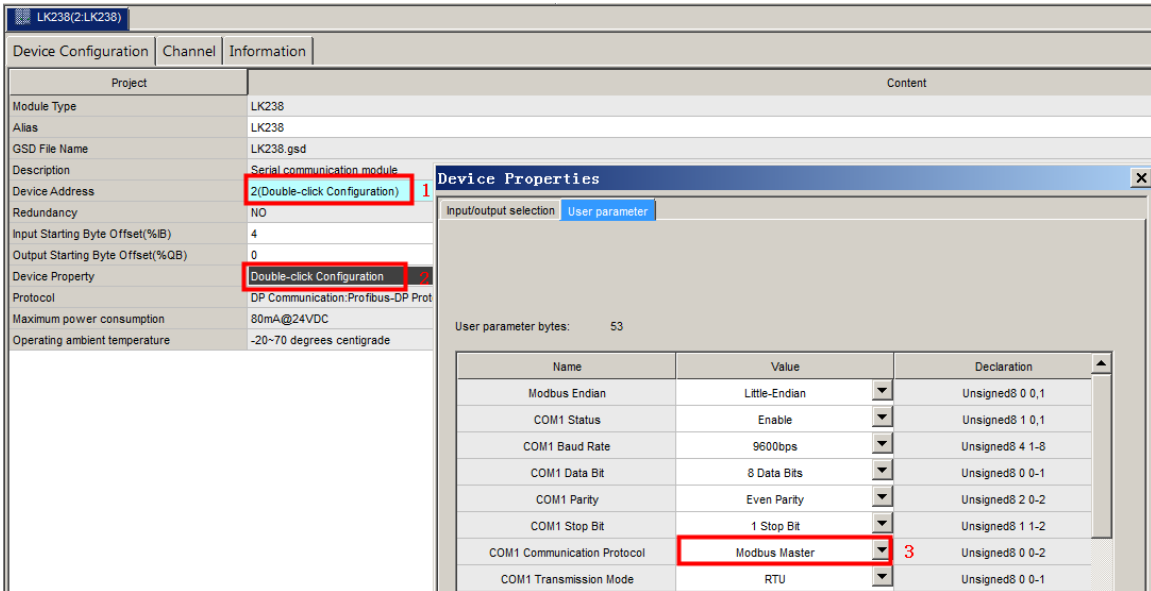 LK238(2:LK238)
Device Configuration Channel Information
Project Content
Module Type LK238
Alias LK238
GSD File Name LK238.gsd
Description Serial communication module
Device Address 2(Double-click Configuration) 1
Redundancy NO
Input Starting Byte Offset(%IB) 4
Output Starting Byte Offset(%QB) 0
Device Property Double-click Configuration 2
Protocol DP Communication:Profibus-DP Prot
Maximum power consumption 80mA@24VDC
Operating ambient temperature -20~70 degrees centigrade
Device Properties
Input/output selection User parameter
User parameter bytes: 53
Name Value Declaration
Modbus Endian Little-Endian Unsigned8 0 0,1
COM1 Status Enable Unsigned8 1 0,1
COM1 Baud Rate 9600bps Unsigned8 4 1-8
COM1 Data Bit 8 Data Bits Unsigned8 0 0-1
COM1 Parity Even Parity Unsigned8 2 0-2
COM1 Stop Bit 1 Stop Bit Unsigned8 1 1-2
COM1 Communication Protocol Modbus Master 3 Unsigned8 0 0-2
COM1 Transmission Mode RTU Unsigned8 0 0-1